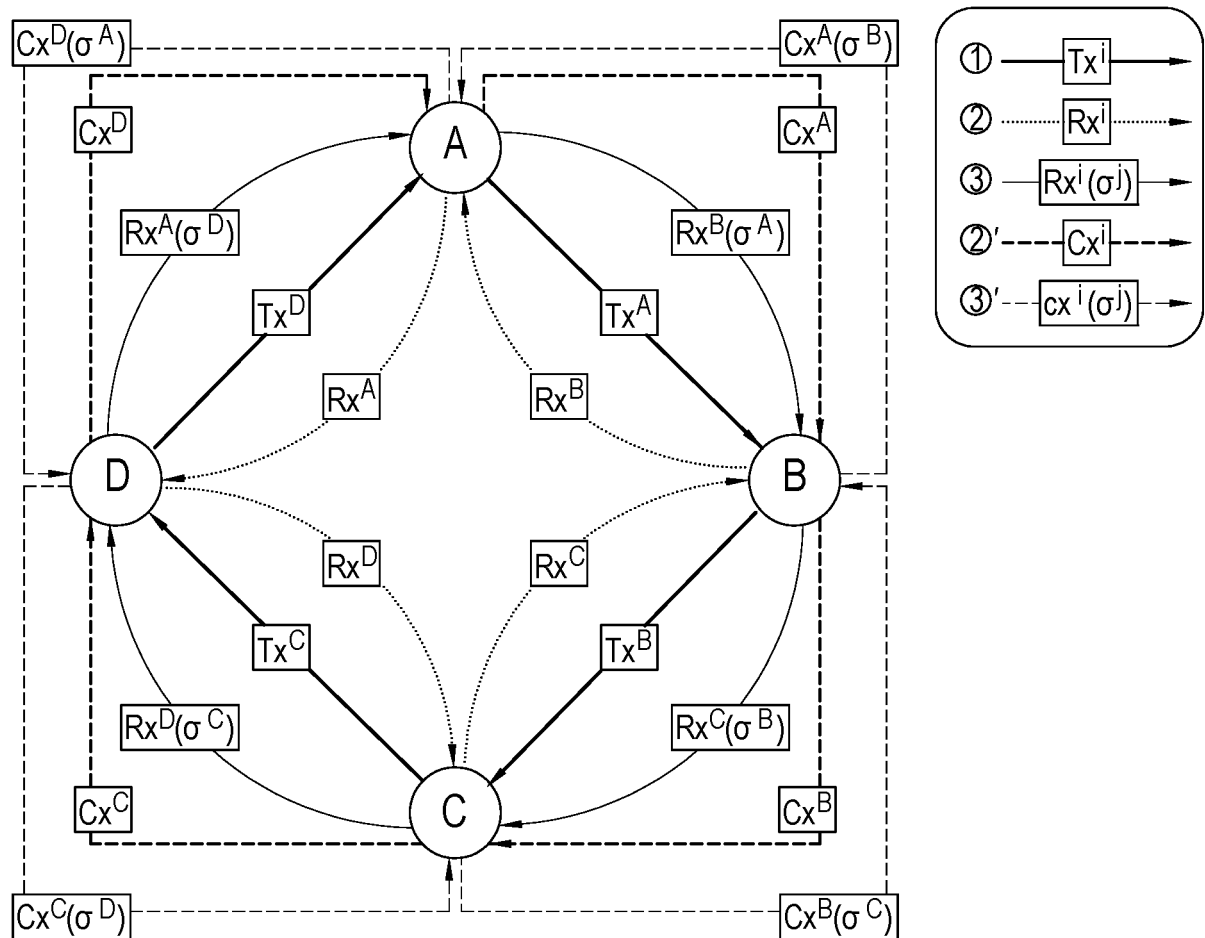 Cx^D(σ^A)
Cx^A(σ^B)
① Tx^i
② Rx^i
③ Rx^i(σ^j)
②' Cx^i
③' cx^i(σ^j)
Cx^D
A
Cx^A
Rx^A(σ^D)
Rx^B(σ^A)
Tx^D
Tx^A
Rx^A
Rx^B
D
B
Rx^D
Rx^C
Tx^C
Tx^B
Rx^D(σ^C)
Rx^C(σ^B)
Cx^C
C
Cx^B
Cx^C(σ^D)
Cx^B(σ^C)